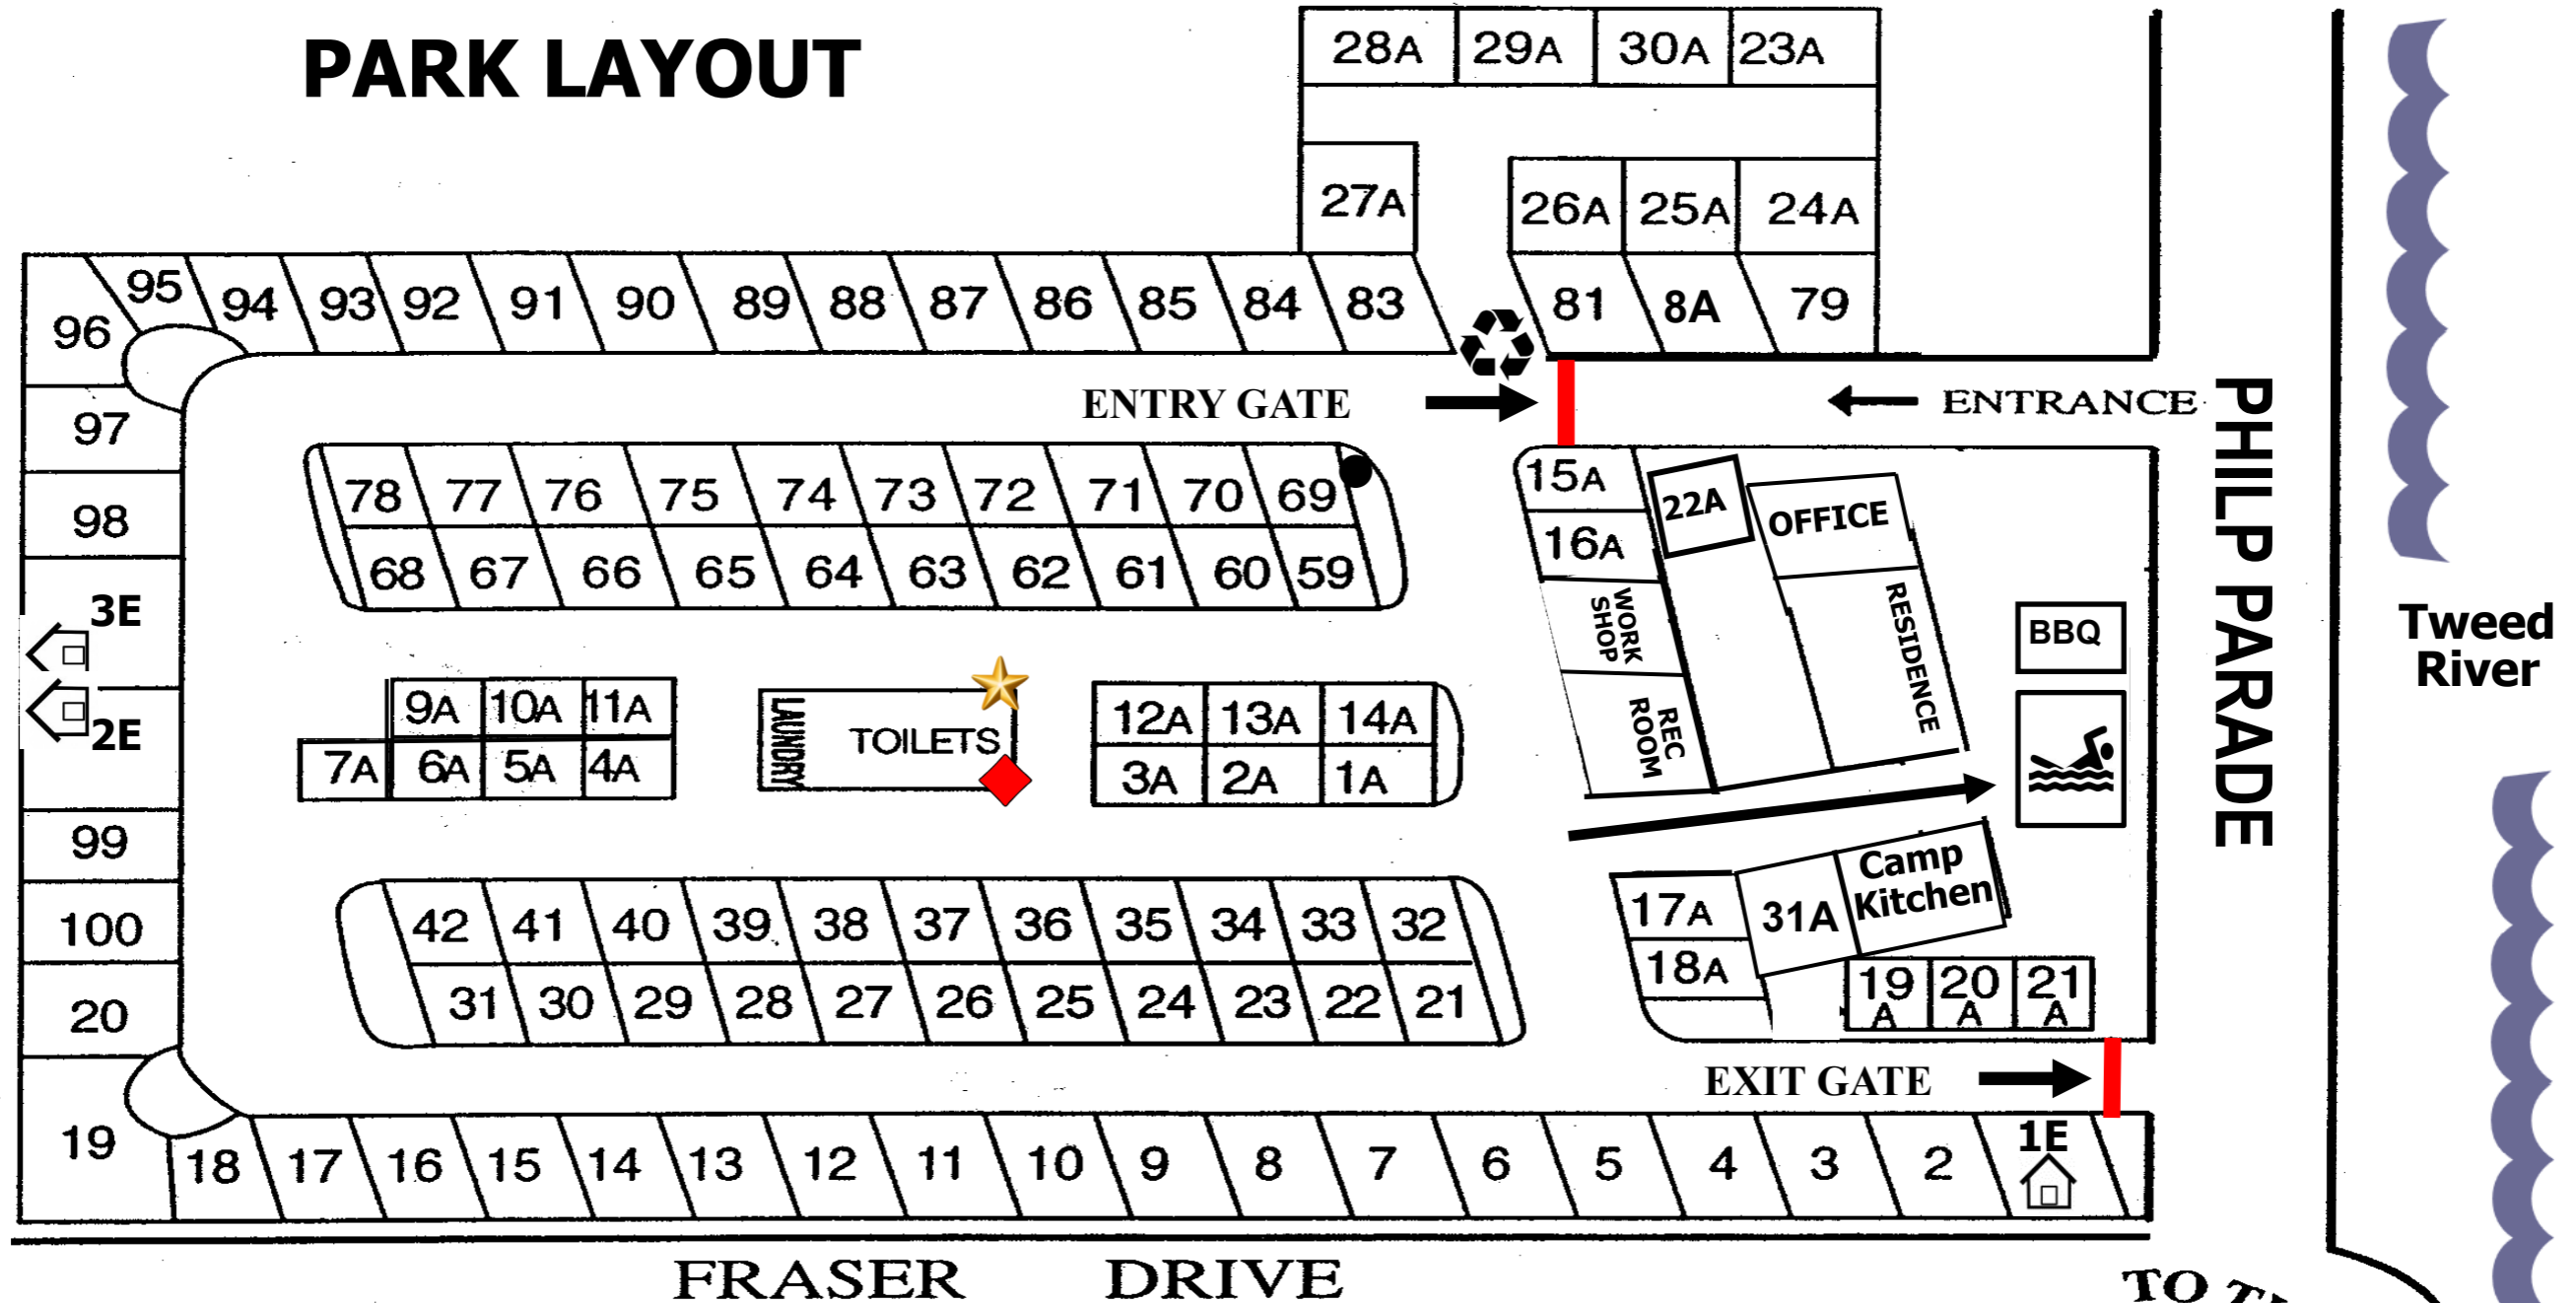 PARK LAYOUT
28A 29A 30A 23A
27A 26A 25A 24A
96 95 94 93 92 91 90 89 88 87 86 85 84 83 81 8A 79
ENTRY GATE
ENTRANCE
97
98
3E
2E
99
100
20
19
78 77 76 75 74 73 72 71 70 69
68 67 66 65 64 63 62 61 60 59
9A 10A 11A
7A 6A 5A 4A
LAUNDRY
TOILETS
12A 13A 14A
3A 2A 1A
15A
16A
WORK
SHOP
REC
ROOM
22A
OFFICE
RESIDENCE
BBQ
PHILP PARADE
Tweed
River
42 41 40 39 38 37 36 35 34 33 32
31 30 29 28 27 26 25 24 23 22 21
17A
18A
31A
Camp
Kitchen
19 20 21
A A A
EXIT GATE
18 17 16 15 14 13 12 11 10 9 8 7 6 5 4 3 2 1E
FRASER DRIVE
TO